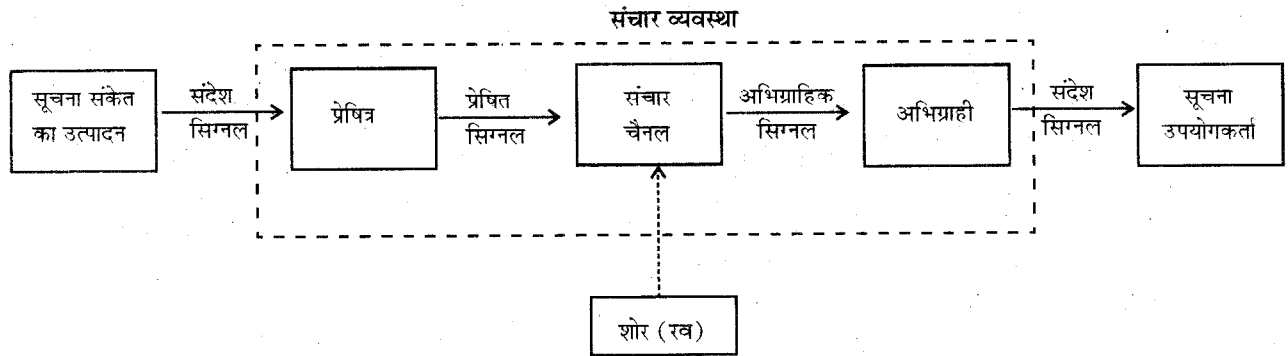 संचार व्यवस्था
सूचना संकेत
का उत्पादन
संदेश
सिग्नल
प्रेषित्र
प्रेषित
सिग्नल
संचार
चैनल
अभिग्राहिक
सिग्नल
अभिग्राही
संदेश
सिग्नल
सूचना
उपयोगकर्ता
शोर (रव)